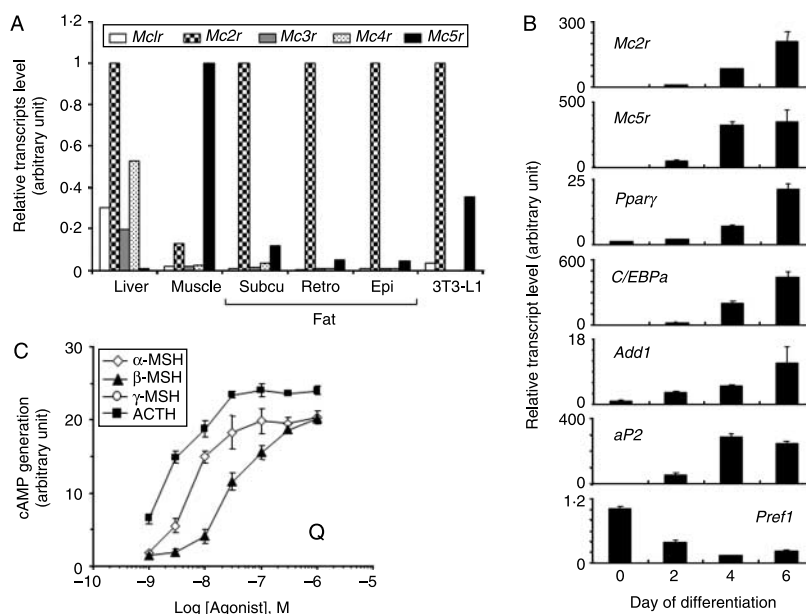 A
Relative transcripts level
(arbitrary unit)
1·2
1
0·8
0·6
0·4
0·2
0
Mclr Mc2r Mc3r Mc4r Mc5r
Liver Muscle Subcu Retro Epi 3T3-L1
Fat
B
Relative transcript level (arbitrary unit)
300
0
Mc2r
500
0
Mc5r
25
0
Pparγ
600
0
C/EBPa
18
0
Add1
400
0
aP2
1·2
0
Pref1
0 2 4 6
Day of differentiation
C
cAMP generation
(arbitrary unit)
30
20
10
0
α-MSH
β-MSH
γ-MSH
ACTH
Q
−10 −9 −8 −7 −6 −5
Log [Agonist], M